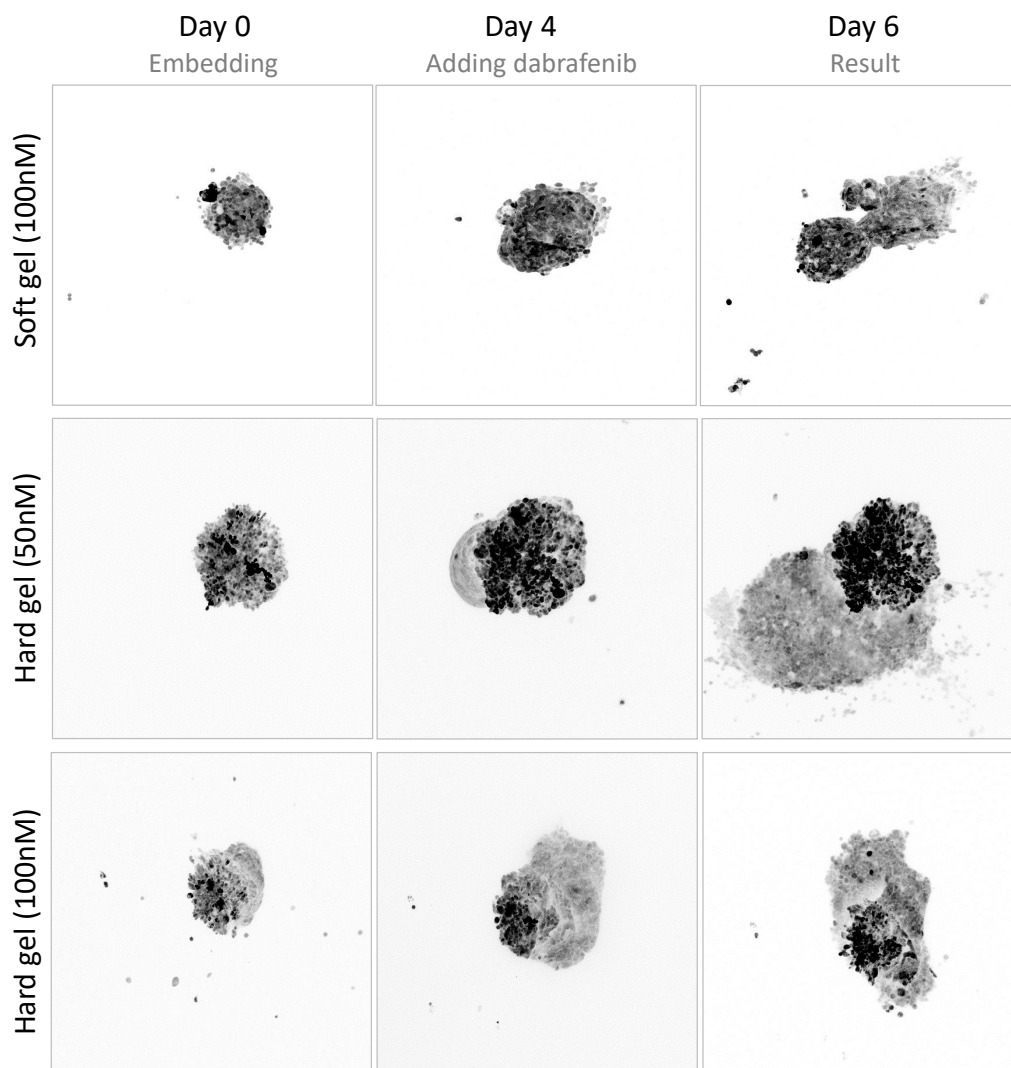 Day 0
Embedding
Day 4
Adding dabrafenib
Day 6
Result
Soft gel (100nM)
Hard gel (50nM)
Hard gel (100nM)